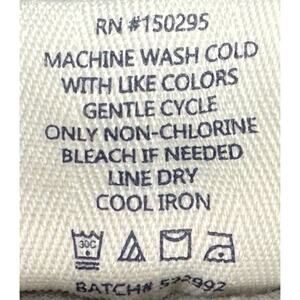 RN #150295
MACHINE WASH COLD
WITH LIKE COLORS
GENTLE CYCLE
ONLY NON-CHLORINE
BLEACH IF NEEDED
LINE DRY
COOL IRON
30C
BATCH#